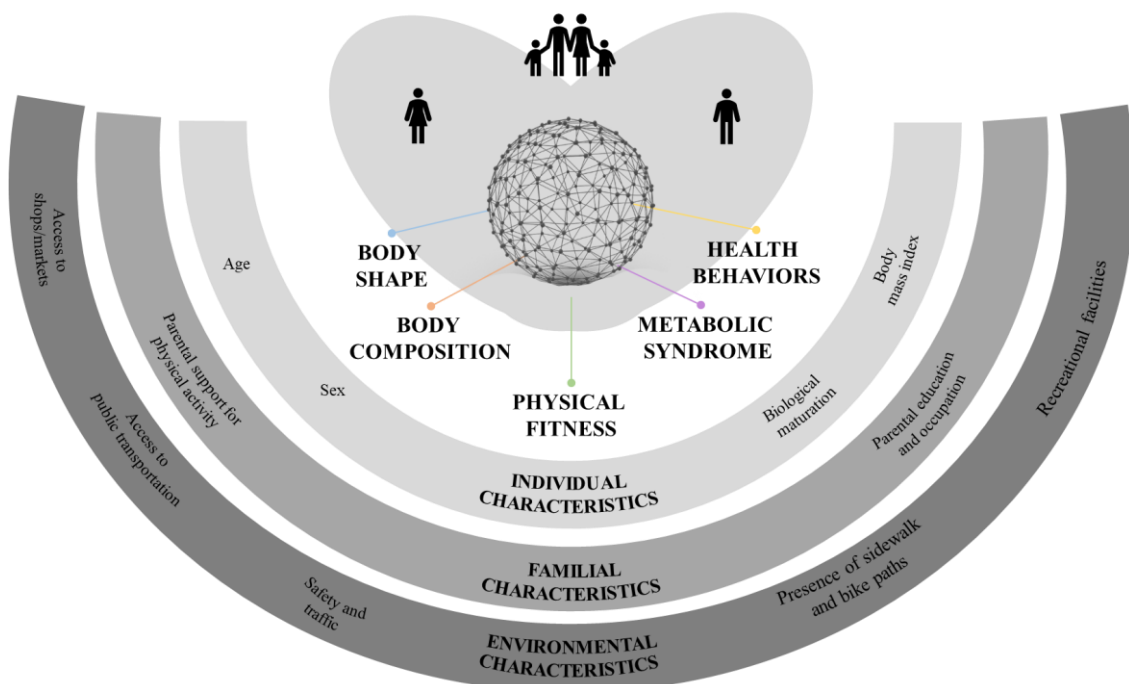 BODY
SHAPE
BODY
COMPOSITION
PHYSICAL
FITNESS
METABOLIC
SYNDROME
HEALTH
BEHAVIORS
Age
Sex
INDIVIDUAL
CHARACTERISTICS
Biological
maturation
Body
mass index
Parental support for
physical activity
FAMILIAL
CHARACTERISTICS
Parental education
and occupation
Access to
shops/markets
Access to
public transportation
Safety and
traffic
ENVIRONMENTAL
CHARACTERISTICS
Presence of sidewalk
and bike paths
Recreational facilities